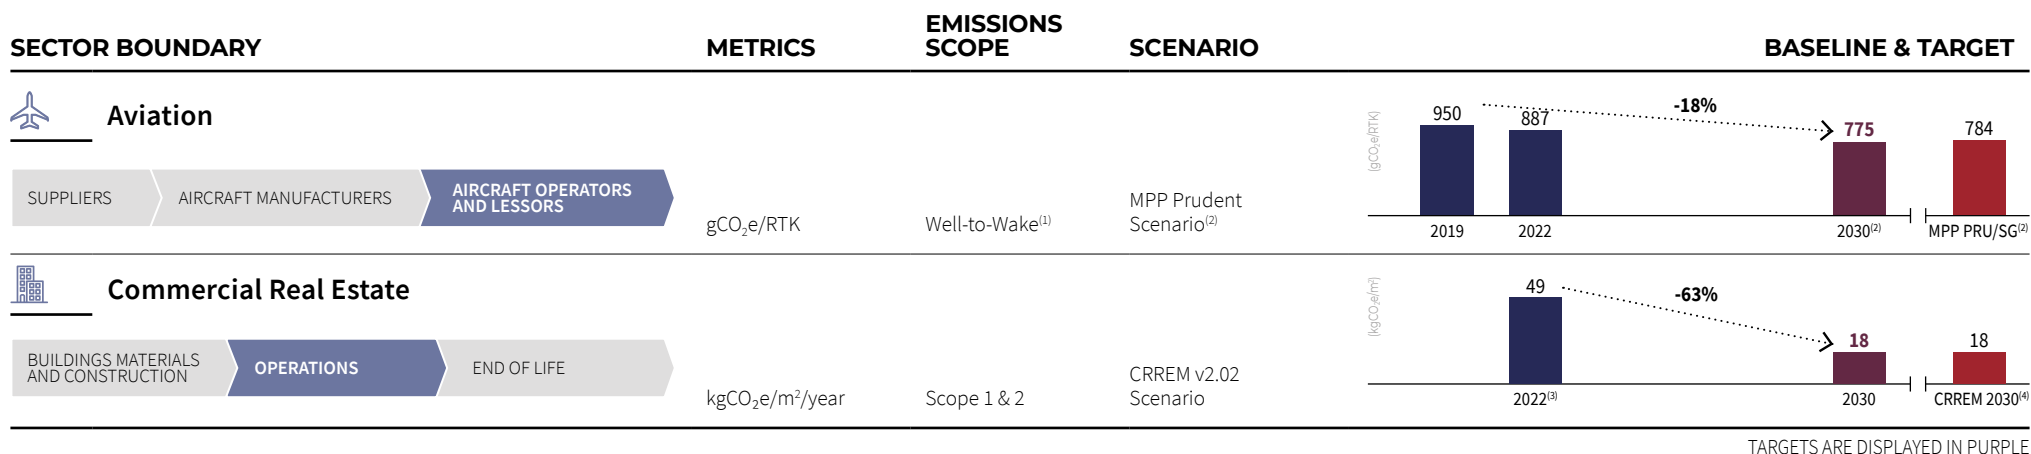 SECTOR BOUNDARY
METRICS
EMISSIONS
SCOPE
SCENARIO
BASELINE & TARGET
Aviation
SUPPLIERS
AIRCRAFT MANUFACTURERS
AIRCRAFT OPERATORS
AND LESSORS
gCO₂e/RTK
Well-to-Wake⁽¹⁾
MPP Prudent
Scenario⁽²⁾
(gCO₂e/RTK)
950
887
-18%
775
784
2019
2022
2030⁽²⁾
MPP PRU/SG⁽²⁾
Commercial Real Estate
BUILDINGS MATERIALS
AND CONSTRUCTION
OPERATIONS
END OF LIFE
kgCO₂e/m²/year
Scope 1 & 2
CRREM v2.02
Scenario
(kgCO₂e/m²)
49
-63%
18
18
2022⁽³⁾
2030
CRREM 2030⁽⁴⁾
TARGETS ARE DISPLAYED IN PURPLE